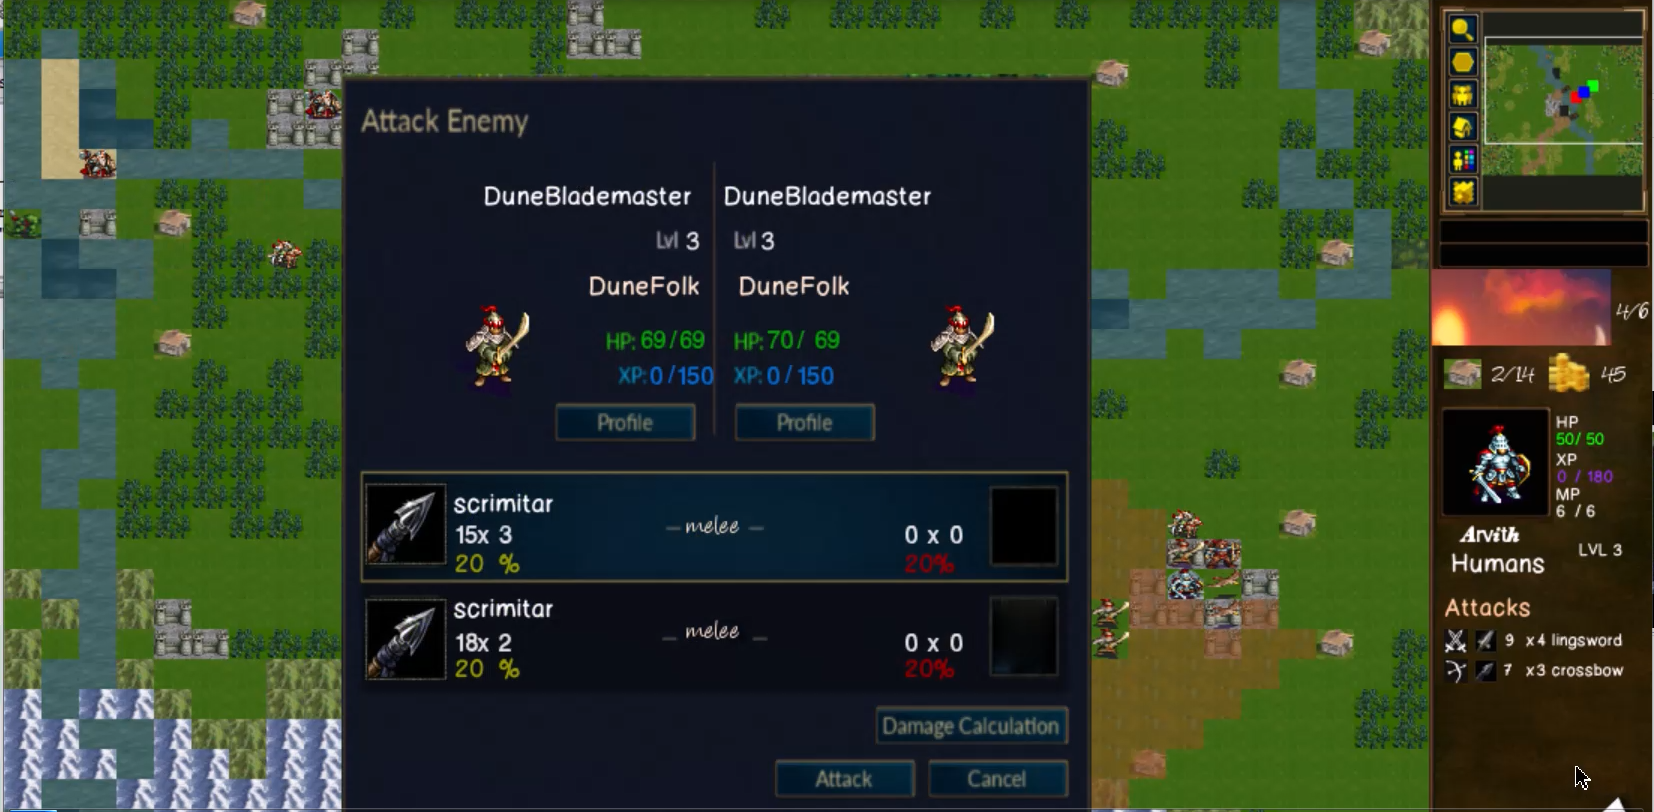 Attack Enemy
DuneBlademaster DuneBlademaster
Lvl 3 Lvl 3
DuneFolk DuneFolk
HP: 69/69 HP: 70/ 69
XP: 0/150 XP: 0/150
Profile Profile
scrimitar
15x 3 — melee — 0 x 0
20 % 20%
scrimitar
18x 2 — melee — 0 x 0
20 % 20%
Damage Calculation
Attack Cancel
4/6
2/14 45
HP
50/ 50
XP
0 / 180
MP
6 / 6
Arvith
LVL 3
Humans
Attacks
9 x4 lingsword
7 x3 crossbow